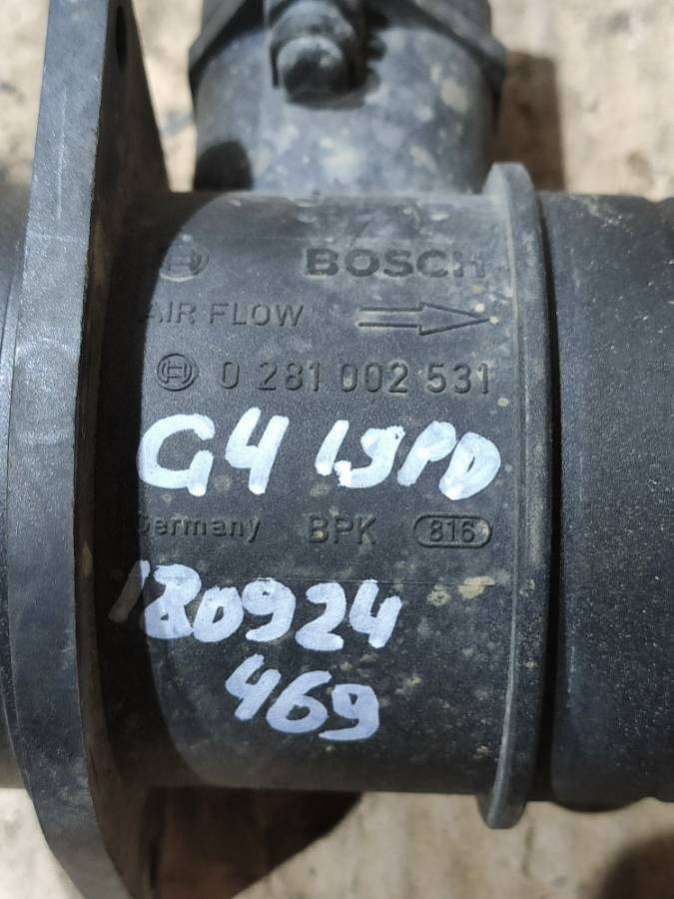 BOSCH
AIR FLOW
0 281 002 531
G4 1,9PD
Germany BPK 816
180924
469